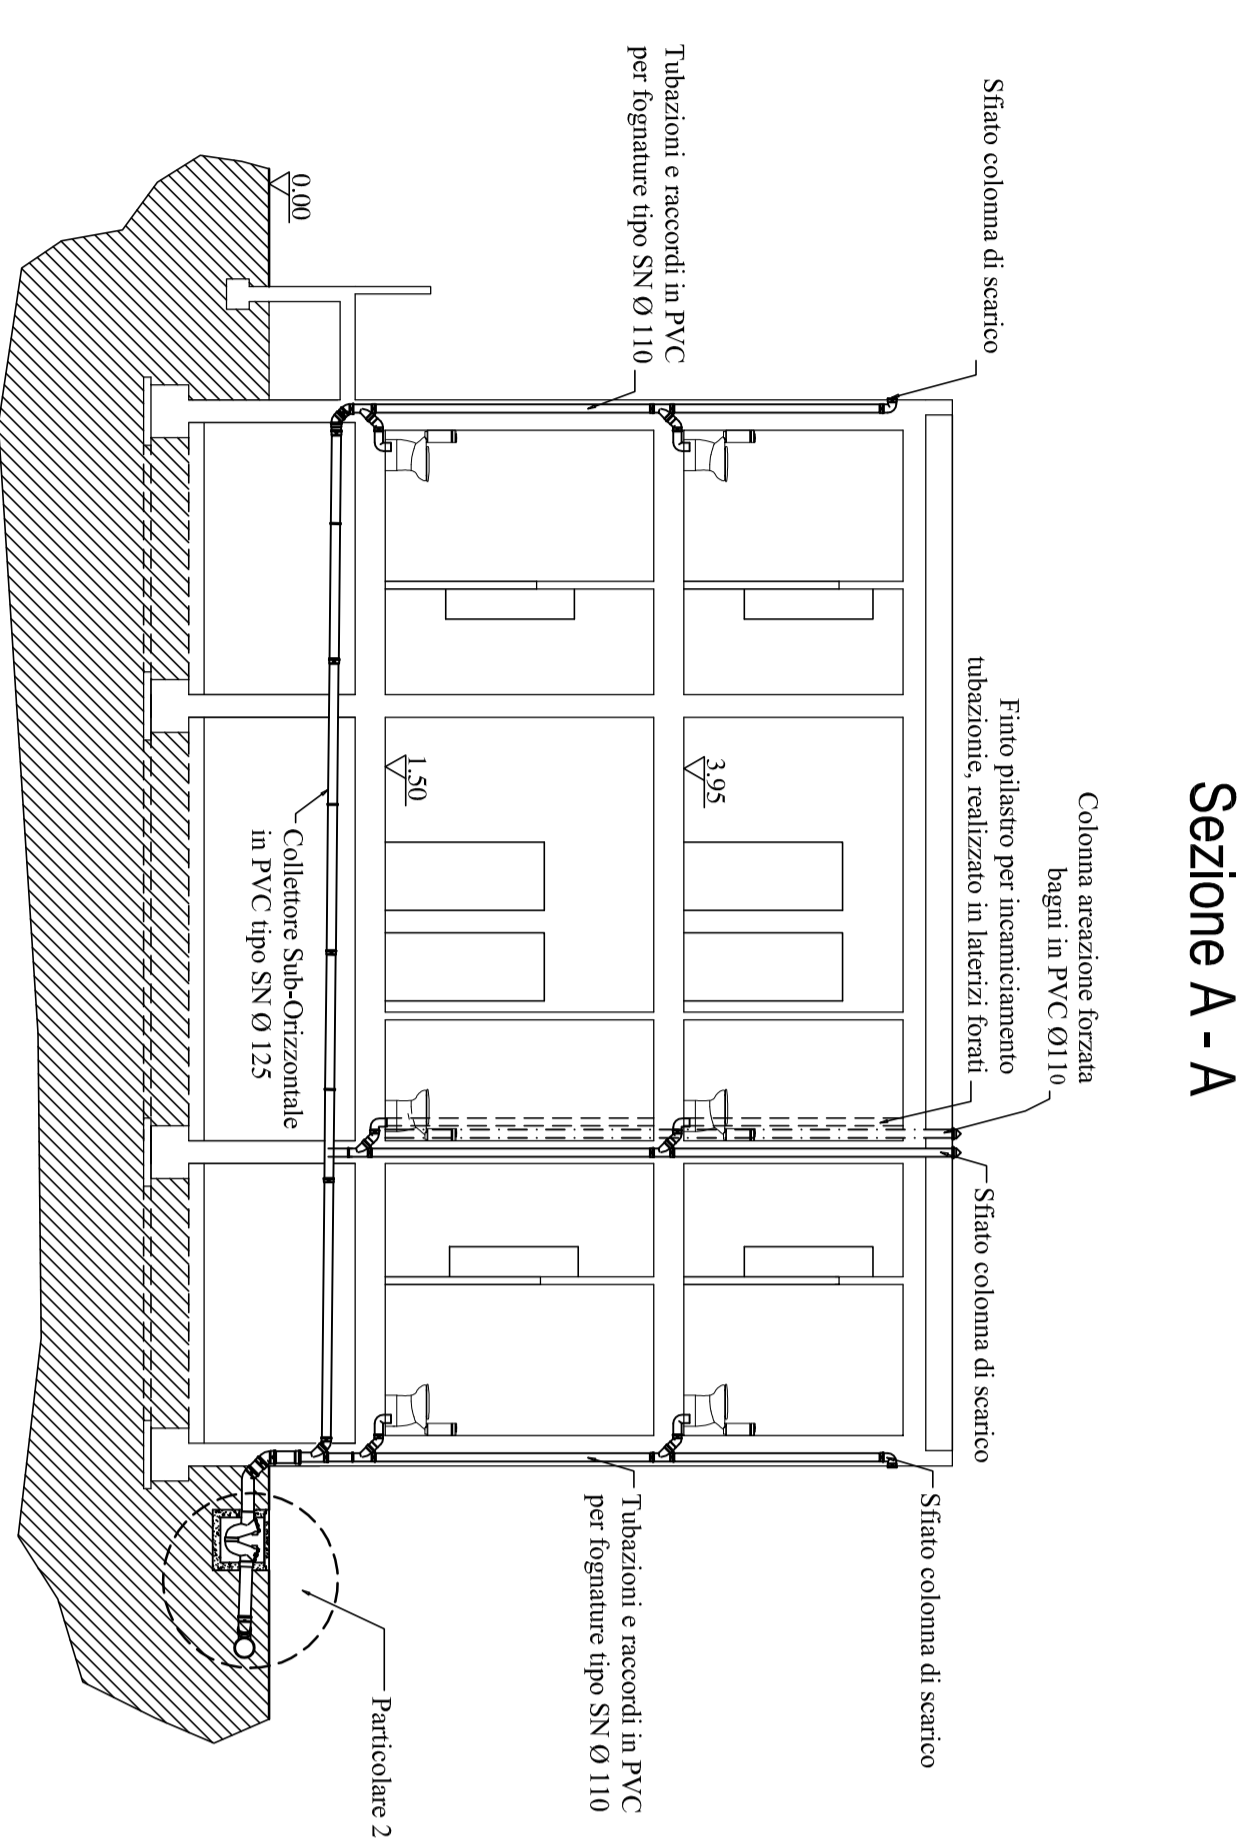 Sezione A - A
Colonna areazione forzata
bagni in PVC Ø110
Finto pilastro per incamiciamento
tubazionie, realizzato in laterizi forati
Sfiato colonna di scarico
Sfiato colonna di scarico
Sfiato colonna di scarico
Tubazioni e raccordi in PVC
per fognature tipo SN Ø 110
3.95
Tubazioni e raccordi in PVC
per fognature tipo SN Ø 110
1.50
0.00
Collettore Sub-Orizzontale
in PVC tipo SN Ø 125
Particolare 2